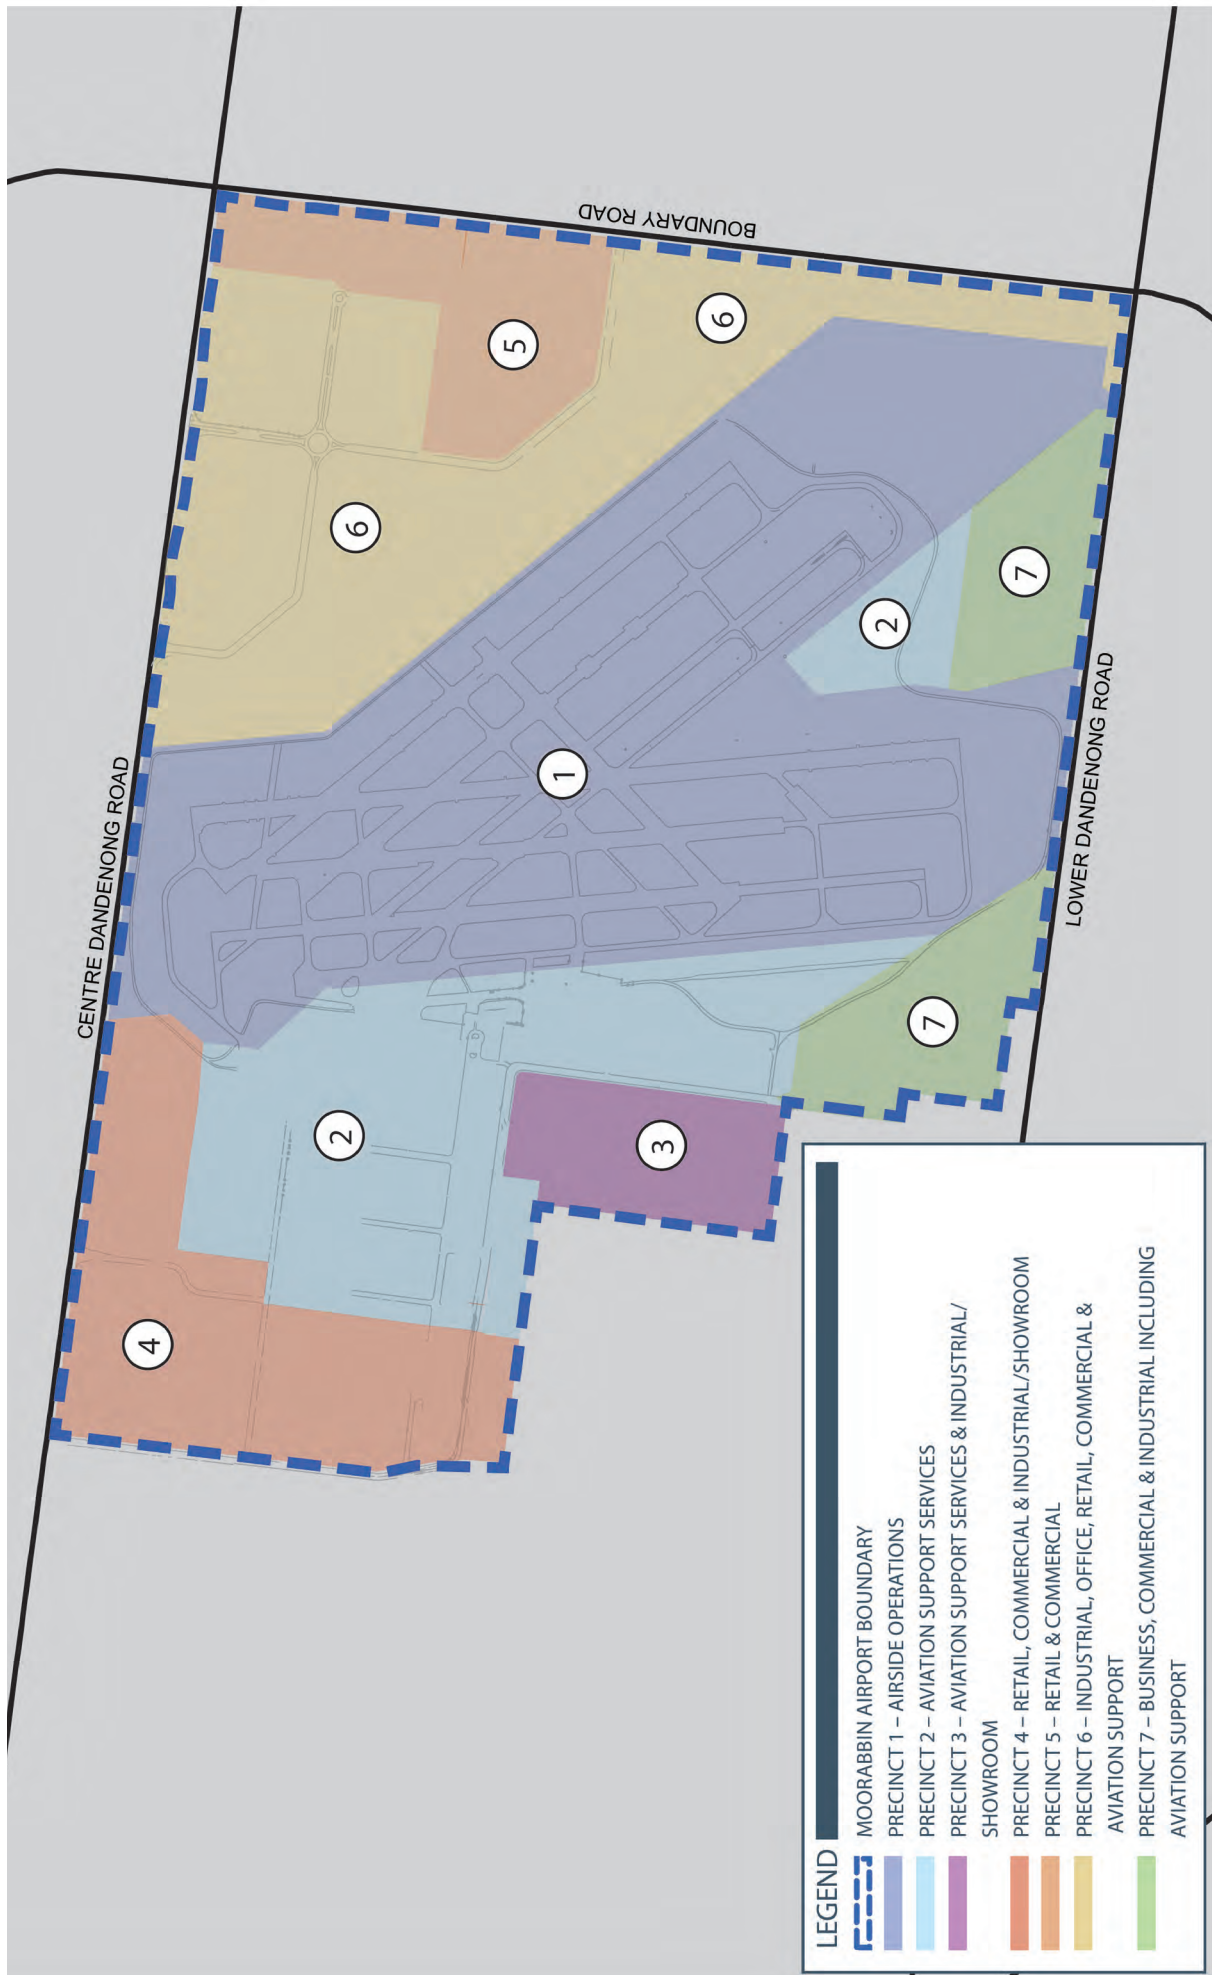 CENTRE DANDENONG ROAD
BOUNDARY ROAD
LOWER DANDENONG ROAD
4
2
3
7
1
6
5
6
2
7
LEGEND
MOORABBIN AIRPORT BOUNDARY
PRECINCT 1 – AIRSIDE OPERATIONS
PRECINCT 2 – AVIATION SUPPORT SERVICES
PRECINCT 3 – AVIATION SUPPORT SERVICES & INDUSTRIAL/
SHOWROOM
PRECINCT 4 – RETAIL, COMMERCIAL & INDUSTRIAL/SHOWROOM
PRECINCT 5 – RETAIL & COMMERCIAL
PRECINCT 6 – INDUSTRIAL, OFFICE, RETAIL, COMMERCIAL &
AVIATION SUPPORT
PRECINCT 7 – BUSINESS, COMMERCIAL & INDUSTRIAL INCLUDING
AVIATION SUPPORT